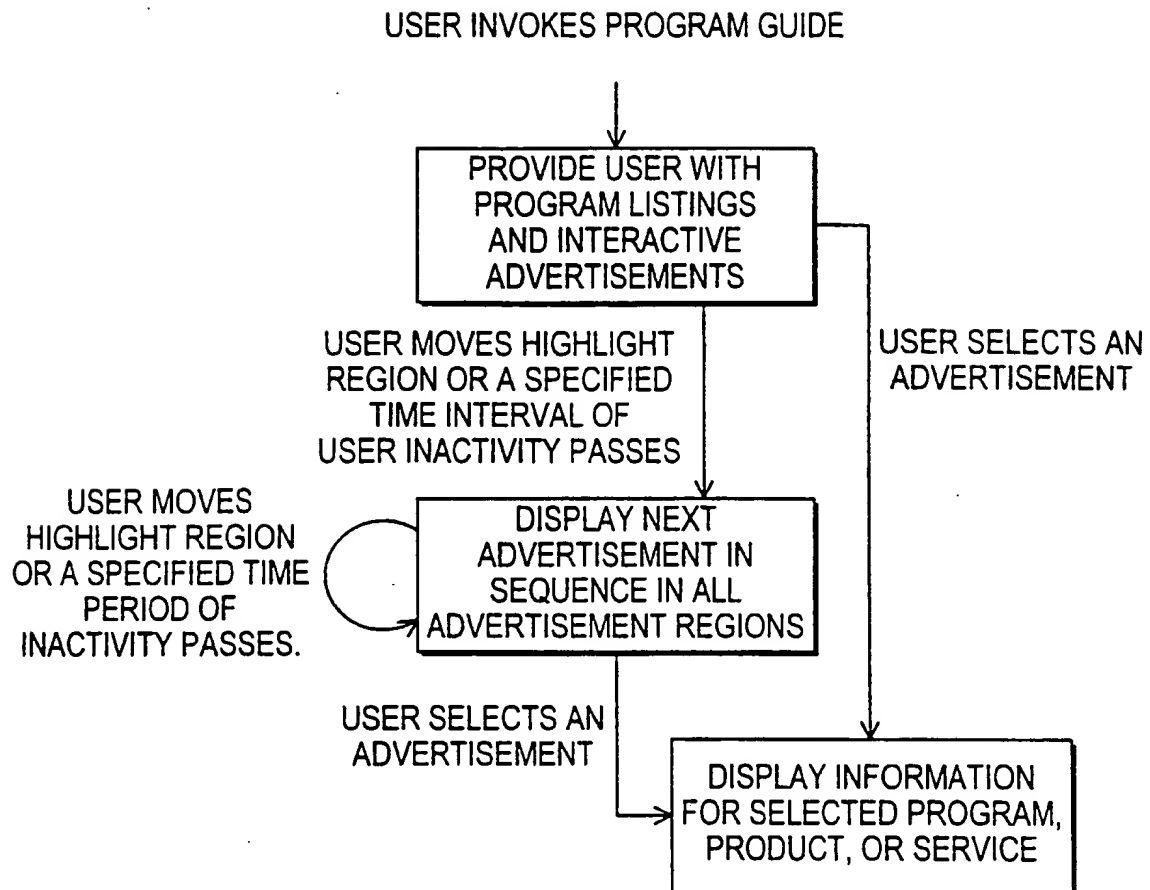 USER INVOKES PROGRAM GUIDE
PROVIDE USER WITH
PROGRAM LISTINGS
AND INTERACTIVE
ADVERTISEMENTS
USER MOVES HIGHLIGHT
REGION OR A SPECIFIED
TIME INTERVAL OF
USER INACTIVITY PASSES
USER SELECTS AN
ADVERTISEMENT
USER MOVES
HIGHLIGHT REGION
OR A SPECIFIED TIME
PERIOD OF
INACTIVITY PASSES.
DISPLAY NEXT
ADVERTISEMENT IN
SEQUENCE IN ALL
ADVERTISEMENT REGIONS
USER SELECTS AN
ADVERTISEMENT
DISPLAY INFORMATION
FOR SELECTED PROGRAM,
PRODUCT, OR SERVICE